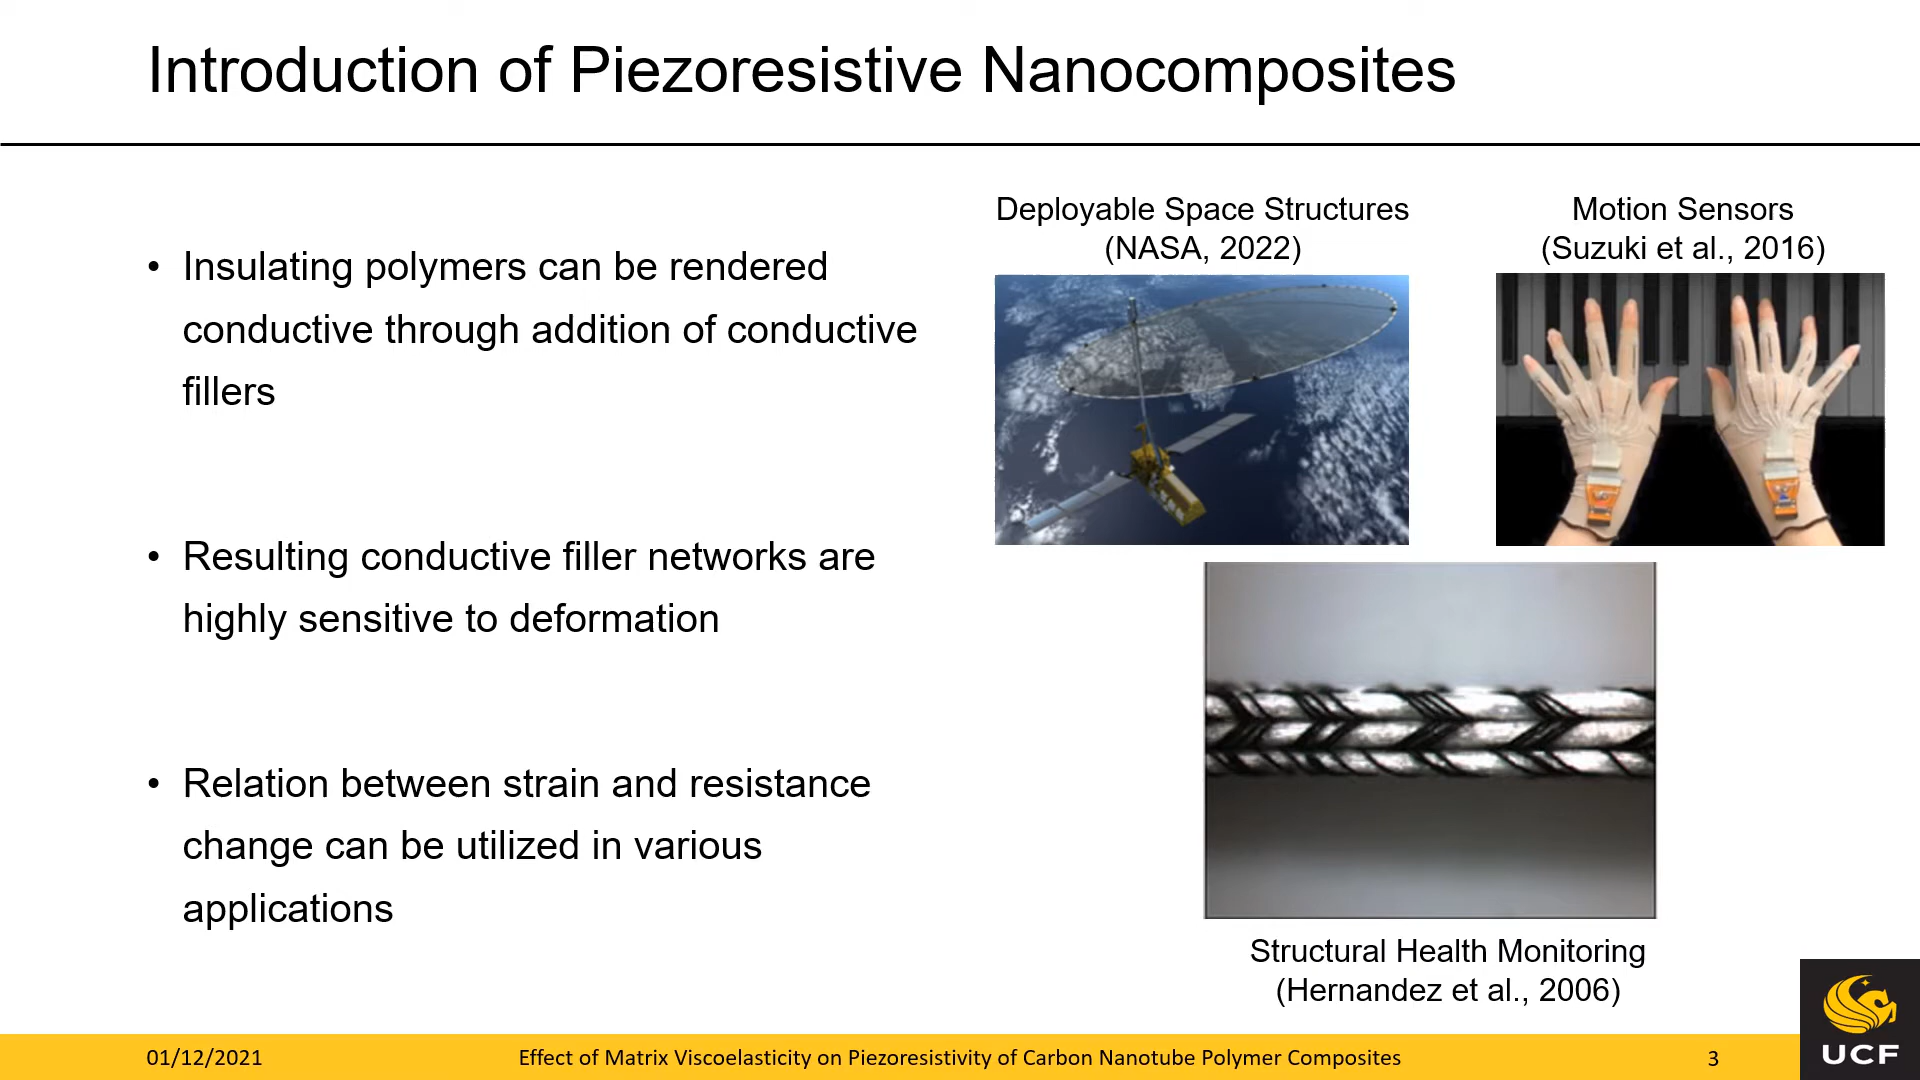 Introduction of Piezoresistive Nanocomposites
• Insulating polymers can be rendered
conductive through addition of conductive
fillers
• Resulting conductive filler networks are
highly sensitive to deformation
• Relation between strain and resistance
change can be utilized in various
applications
Deployable Space Structures
(NASA, 2022)
Motion Sensors
(Suzuki et al., 2016)
Structural Health Monitoring
(Hernandez et al., 2006)
01/12/2021
Effect of Matrix Viscoelasticity on Piezoresistivity of Carbon Nanotube Polymer Composites
3
UCF